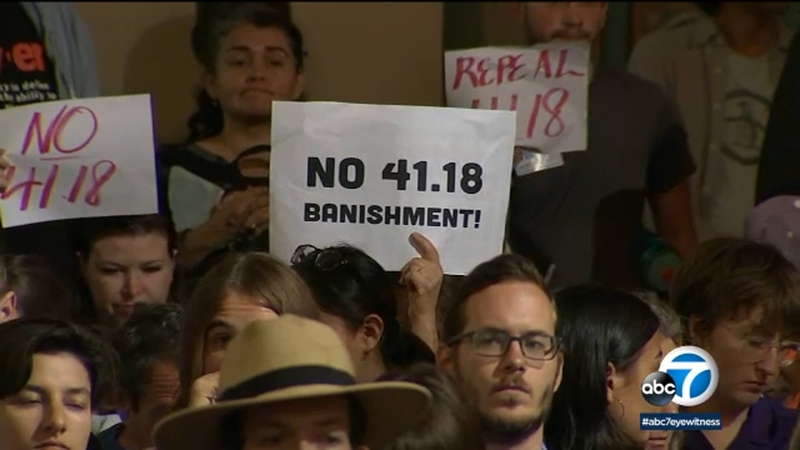 NO
41.18
NO 41.18
BANISHMENT!
REPEAL
41.18
abc 7
#abc7eyewitness